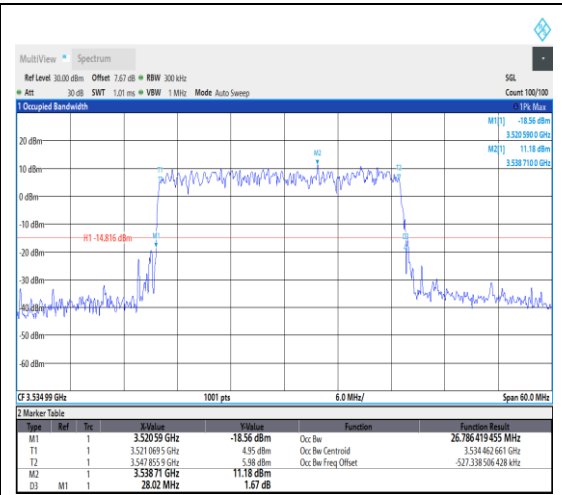 MultiView Spectrum
Ref Level 30.00 dBm Offset 7.67 dB RBW 300 kHz SGL
Att 30 dB SWT 1.01 ms VBW 1 MHz Mode Auto Sweep Count 100/100
1 Occupied Bandwidth 1Pk Max
M1[1] -18.56 dBm
3.520 590 0 GHz
M2[1] 11.18 dBm
3.538 710 0 GHz
20 dBm
M2
10 dBm
0 dBm
-10 dBm
H1 -14.816 dBm M1
-20 dBm
-30 dBm
-40 dBm
-50 dBm
-60 dBm
CF 3.534 99 GHz 1001 pts 6.0 MHz/ Span 60.0 MHz
2 Marker Table
Type Ref Trc X-Value Y-Value Function Function Result
M1 1 3.520 59 GHz -18.56 dBm Occ Bw 26.786 419 455 MHz
T1 1 3.521 069 5 GHz 4.95 dBm Occ Bw Centroid 3.534 462 661 GHz
T2 1 3.547 855 9 GHz 5.98 dBm Occ Bw Freq Offset -527.338 506 428 kHz
M2 1 3.538 71 GHz 11.18 dBm
D3 M1 1 28.02 MHz 1.67 dB